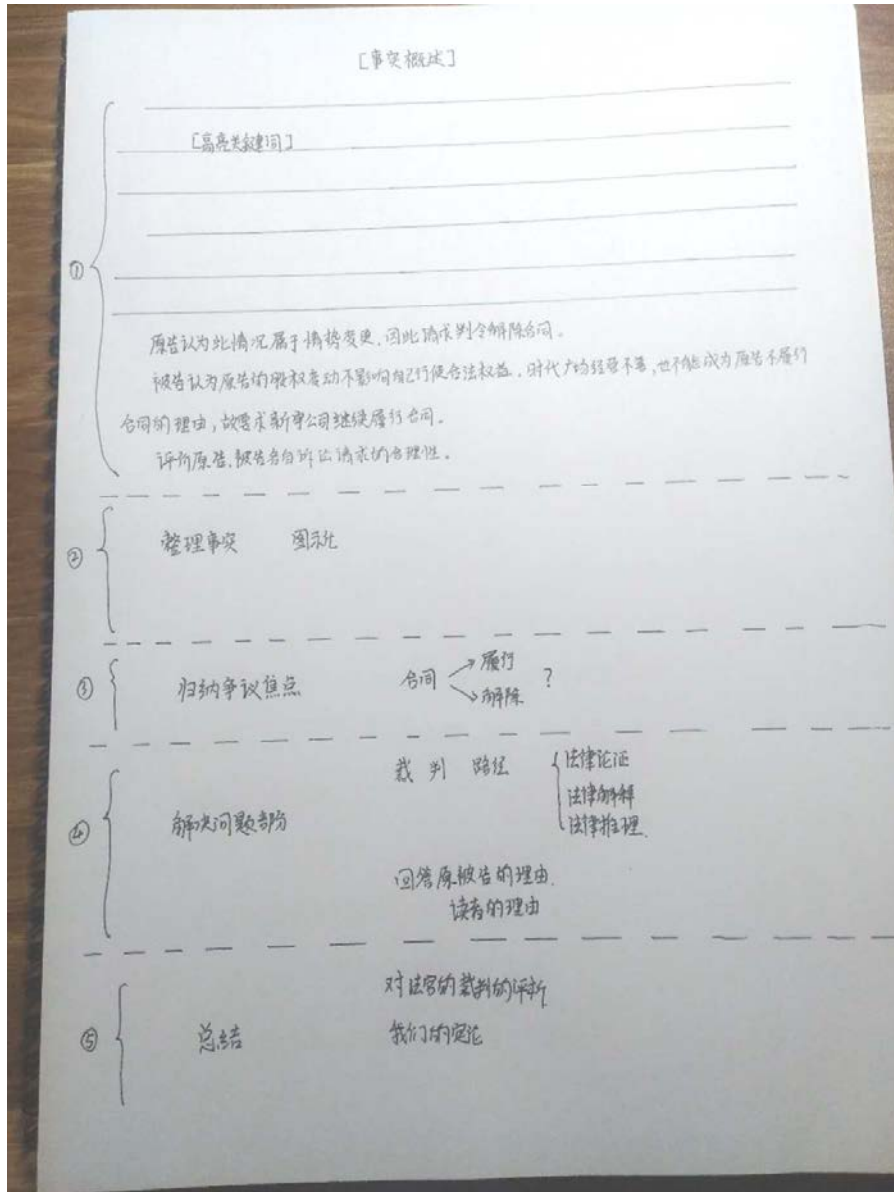 [事实概述]
[高亮关键词]
①
原告认为此情况属于情势变更,因此请求判令解除合同。
被告认为原告的股权变动不影响自己行使合法权益,时代广场经营不善,也不能成为原告不履行
合同的理由,故要求新宇公司继续履行合同。
评价原告、被告各自诉讼请求的合理性。
② 整理事实 图示化
③ 归纳争议焦点 合同 履行 解除 ?
④ 解决问题部分 裁判 路径 法律论证
法律解释
法律推理
回答原被告的理由
读者的理由
对法官的裁判的评析
⑤ 总结 我们的定论